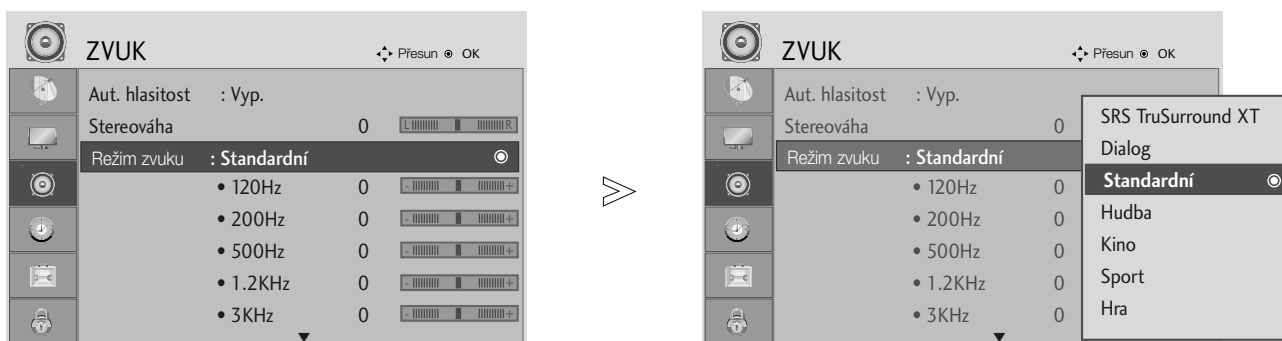 ZVUK
Přesun OK
Aut. hlasitost : Vyp.
Stereováha 0 L R
Režim zvuku : Standardní
• 120Hz 0 - +
• 200Hz 0 - +
• 500Hz 0 - +
• 1.2KHz 0 - +
• 3KHz 0 - +
ZVUK
Přesun OK
Aut. hlasitost : Vyp.
Stereováha 0
Režim zvuku : Standardní
• 120Hz 0
• 200Hz 0
• 500Hz 0
• 1.2KHz 0
• 3KHz 0
SRS TruSurround XT
Dialog
Standardní
Hudba
Kino
Sport
Hra